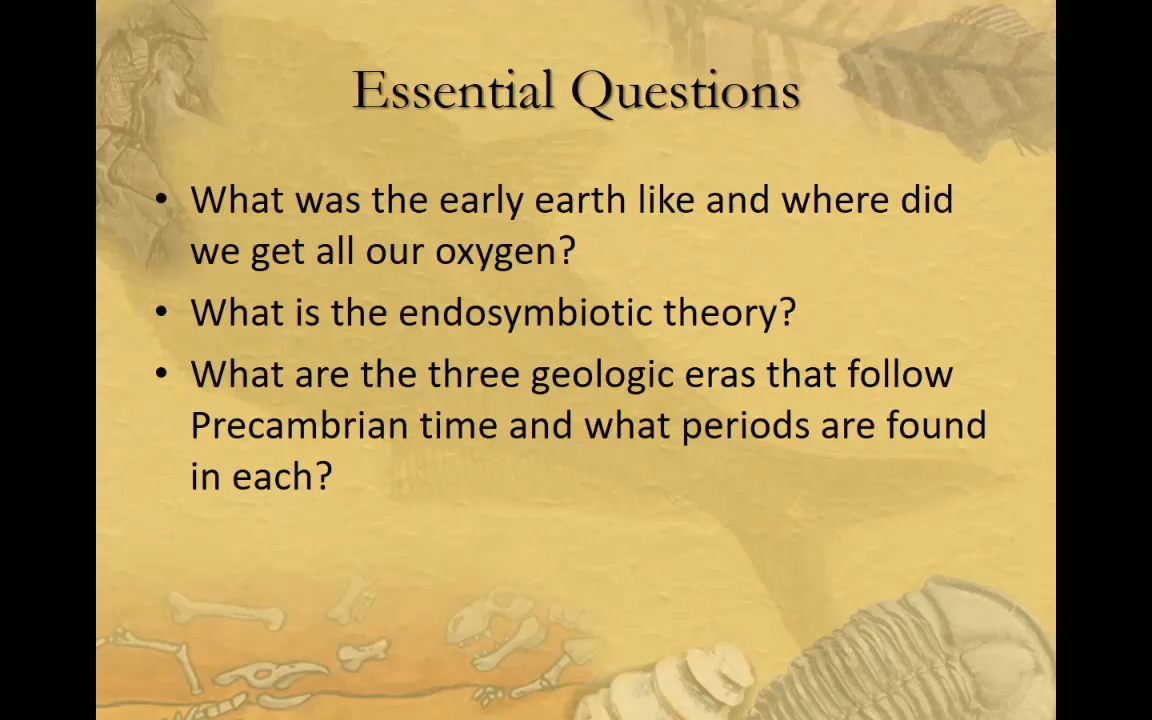 Essential Questions
• What was the early earth like and where did
we get all our oxygen?
• What is the endosymbiotic theory?
• What are the three geologic eras that follow
Precambrian time and what periods are found
in each?